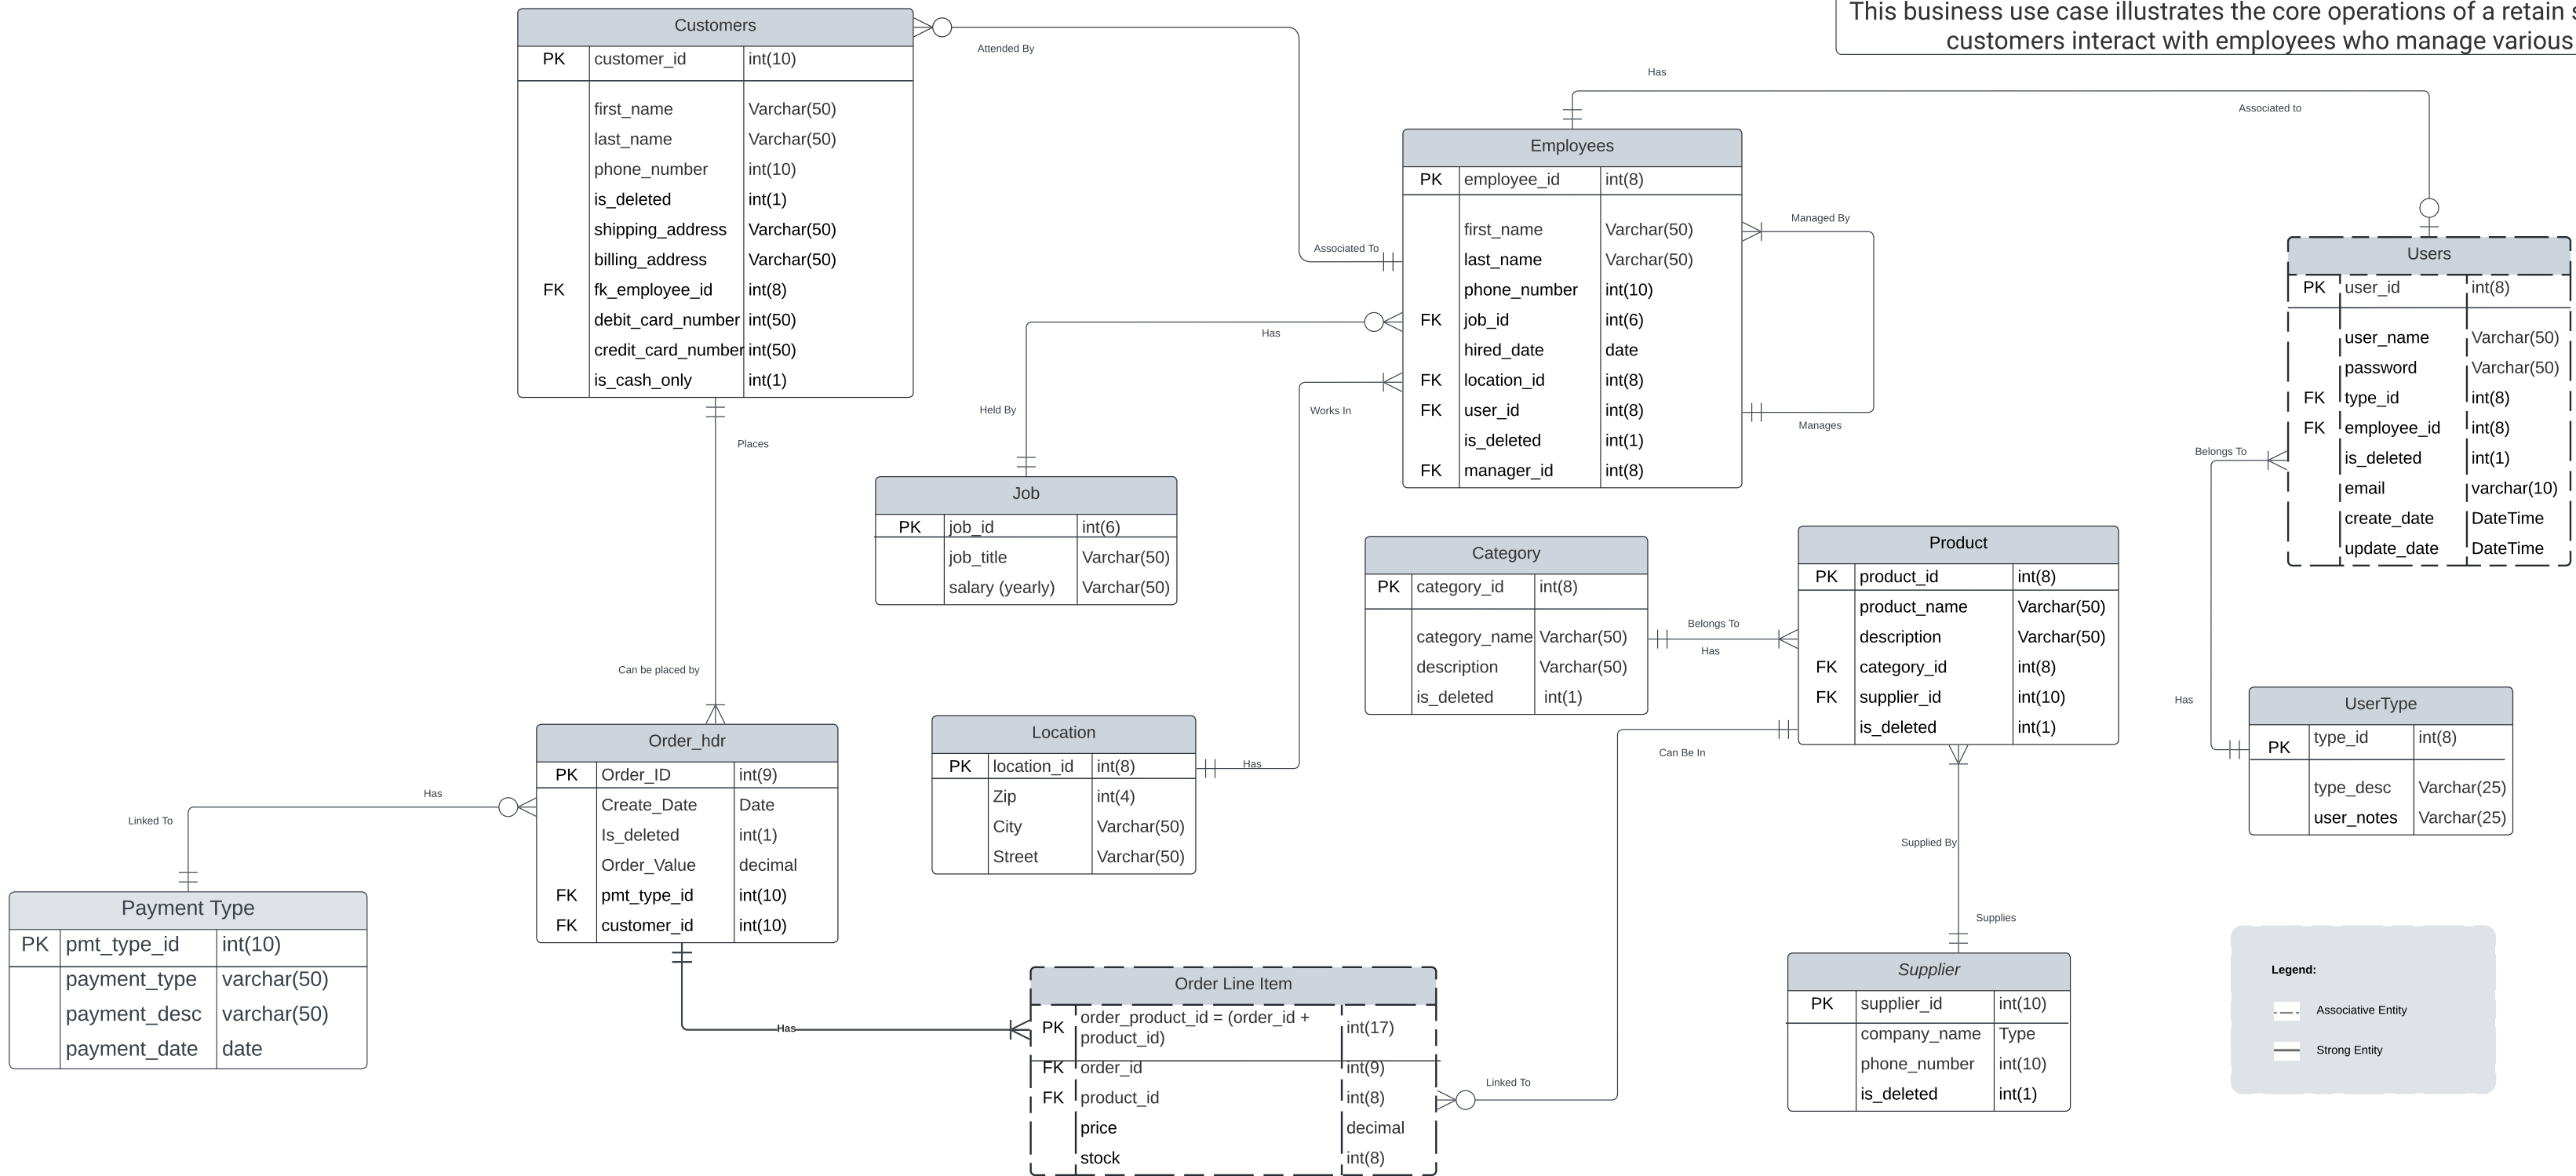 This business use case illustrates the core operations of a retain
customers interact with employees who manage various
Customers
PK customer_id int(10)
first_name Varchar(50)
last_name Varchar(50)
phone_number int(10)
is_deleted int(1)
shipping_address Varchar(50)
billing_address Varchar(50)
FK fk_employee_id int(8)
debit_card_number int(50)
credit_card_number int(50)
is_cash_only int(1)
Attended By
Associated To
Has
Associated to
Employees
PK employee_id int(8)
first_name Varchar(50)
last_name Varchar(50)
phone_number int(10)
FK job_id int(6)
hired_date date
FK location_id int(8)
FK user_id int(8)
is_deleted int(1)
FK manager_id int(8)
Managed By
Manages
Users
PK user_id int(8)
user_name Varchar(50)
password Varchar(50)
FK type_id int(8)
FK employee_id int(8)
is_deleted int(1)
email varchar(10)
create_date DateTime
update_date DateTime
Has
Held By
Works In
Places
Can be placed by
Belongs To
Has
Job
PK job_id int(6)
job_title Varchar(50)
salary (yearly) Varchar(50)
Category
PK category_id int(8)
category_name Varchar(50)
description Varchar(50)
is_deleted int(1)
Belongs To
Has
Product
PK product_id int(8)
product_name Varchar(50)
description Varchar(50)
FK category_id int(8)
FK supplier_id int(10)
is_deleted int(1)
UserType
PK type_id int(8)
type_desc Varchar(25)
user_notes Varchar(25)
Order_hdr
PK Order_ID int(9)
Create_Date Date
Is_deleted int(1)
Order_Value decimal
FK pmt_type_id int(10)
FK customer_id int(10)
Location
PK location_id int(8)
Zip int(4)
City Varchar(50)
Street Varchar(50)
Has
Can Be In
Supplied By
Supplies
Has
Linked To
Payment Type
PK pmt_type_id int(10)
payment_type varchar(50)
payment_desc varchar(50)
payment_date date
Has
Order Line Item
PK order_product_id = (order_id +
product_id) int(17)
FK order_id int(9)
FK product_id int(8)
price decimal
stock int(8)
Linked To
Supplier
PK supplier_id int(10)
company_name Type
phone_number int(10)
is_deleted int(1)
Legend:
Associative Entity
Strong Entity